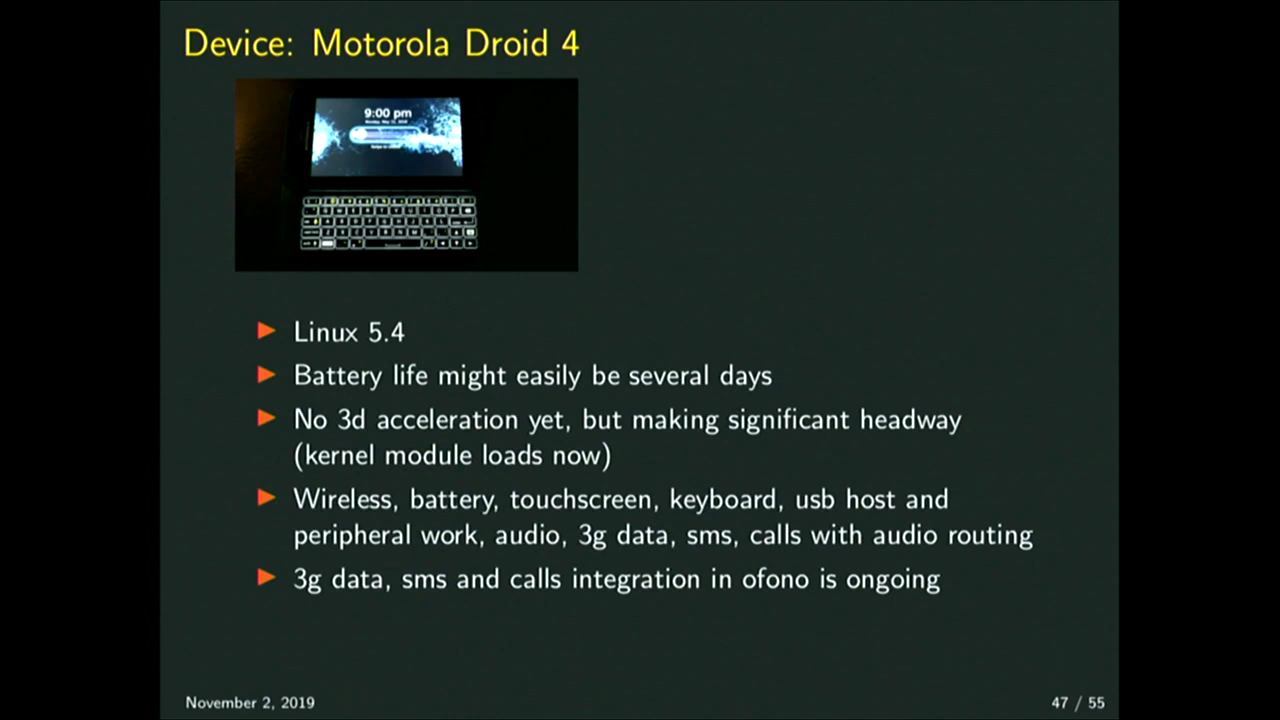 Device: Motorola Droid 4
9:00 pm
Linux 5.4
Battery life might easily be several days
No 3d acceleration yet, but making significant headway
(kernel module loads now)
Wireless, battery, touchscreen, keyboard, usb host and
peripheral work, audio, 3g data, sms, calls with audio routing
3g data, sms and calls integration in ofono is ongoing
November 2, 2019
47 / 55